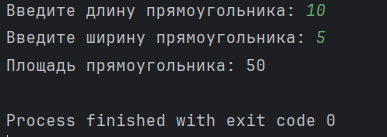 Введите длину прямоугольника: 10
Введите ширину прямоугольника: 5
Площадь прямоугольника: 50
Process finished with exit code 0